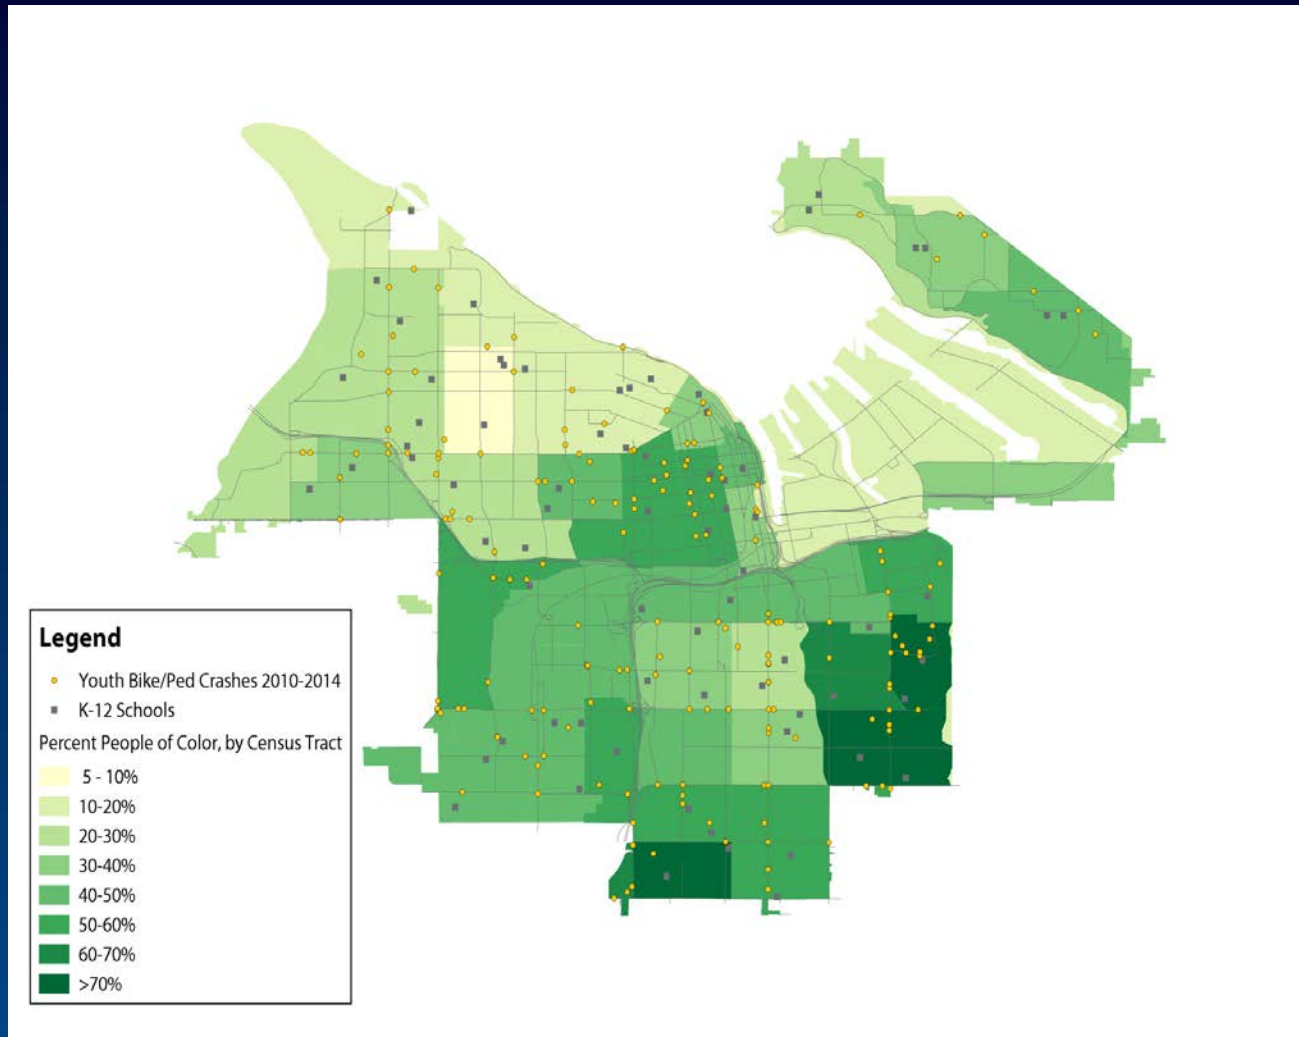 Legend
Youth Bike/Ped Crashes 2010-2014
K-12 Schools
Percent People of Color, by Census Tract
5 - 10%
10-20%
20-30%
30-40%
40-50%
50-60%
60-70%
>70%